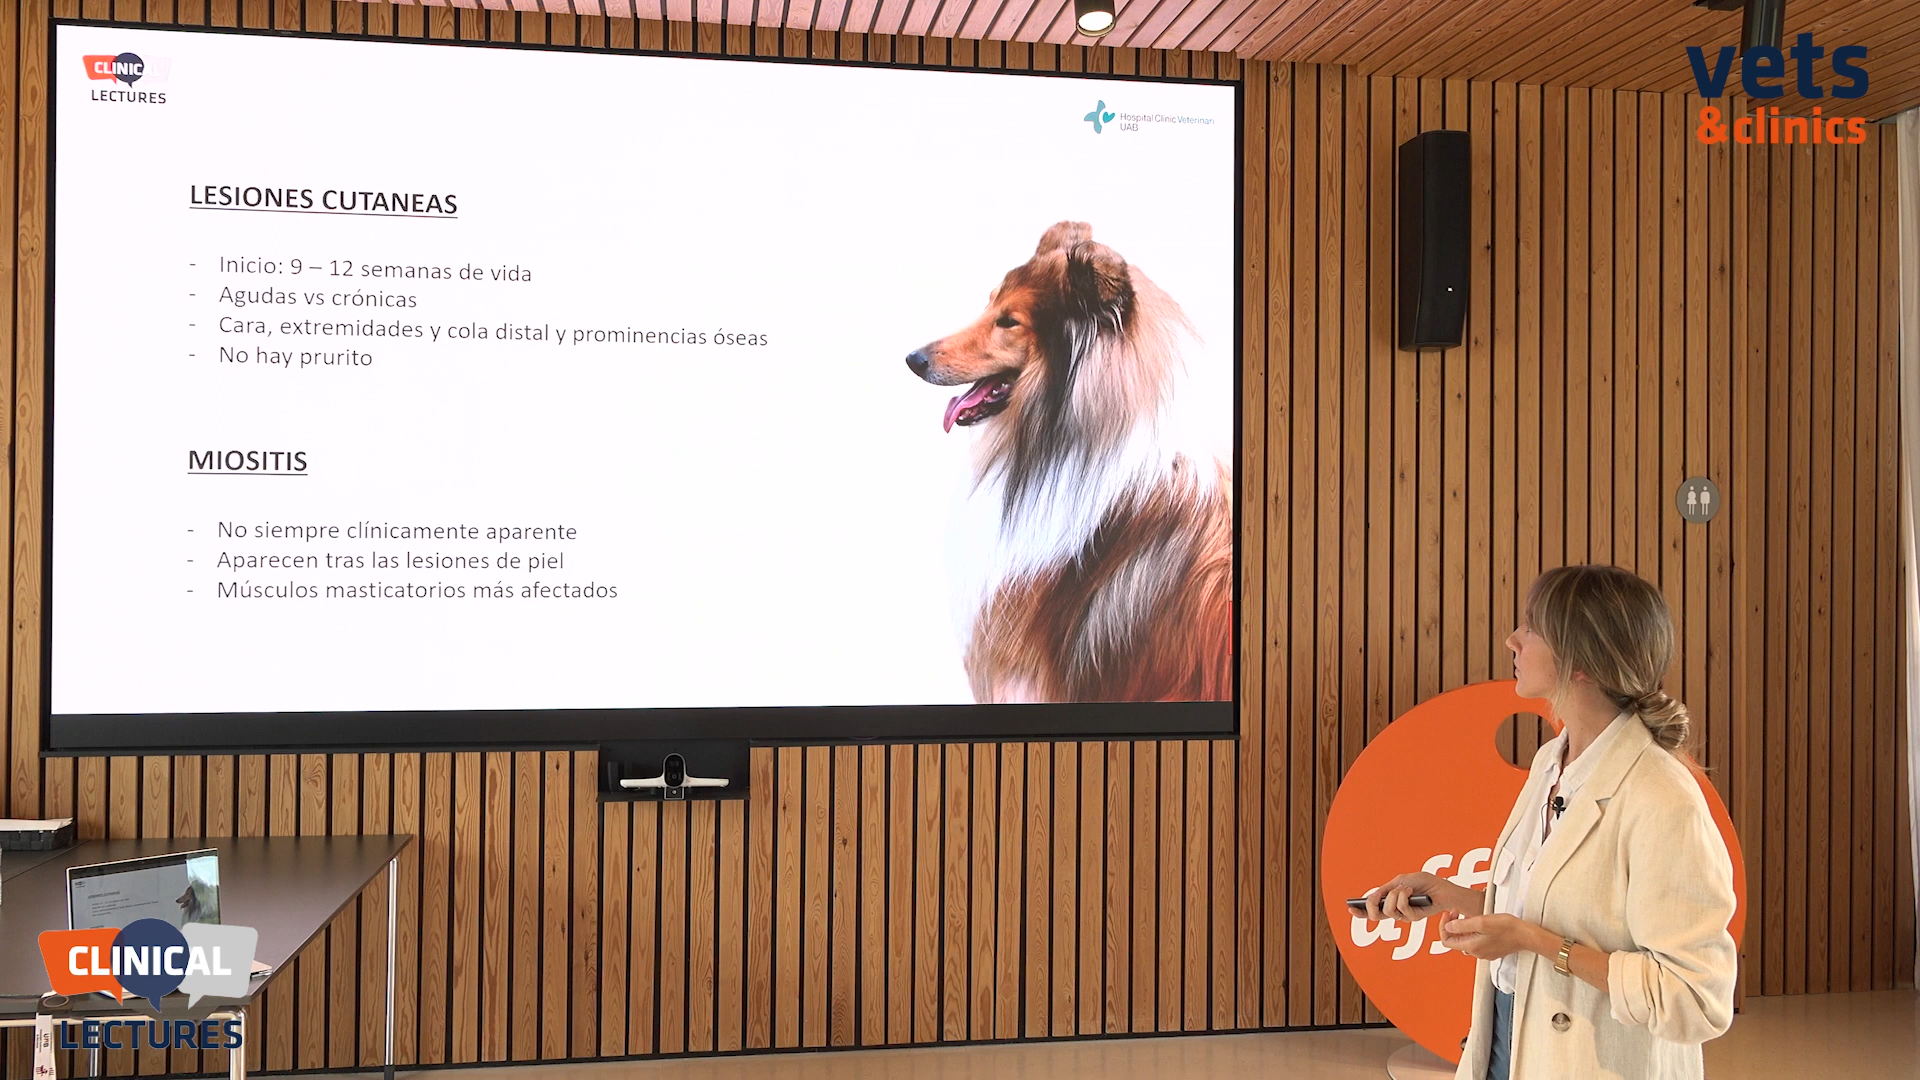 CLINICAL
LECTURES
Hospital Clínic Veterinari
UAB
LESIONES CUTANEAS
- Inicio: 9 – 12 semanas de vida
- Agudas vs crónicas
- Cara, extremidades y cola distal y prominencias óseas
- No hay prurito
MIOSITIS
- No siempre clínicamente aparente
- Aparecen tras las lesiones de piel
- Músculos masticatorios más afectados
vets
&clinics
aff
CLINICAL
LECTURES